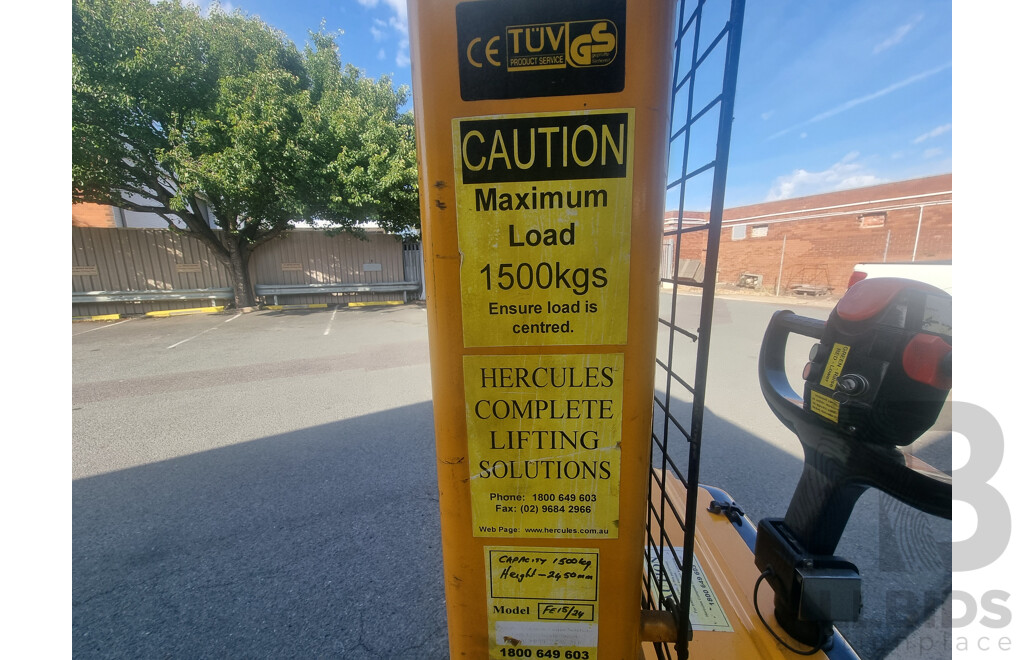 CE TÜV GS
PRODUCT SERVICE
CAUTION
Maximum
Load
1500kgs
Ensure load is
centred.
HERCULES
COMPLETE
LIFTING
SOLUTIONS
Phone: 1800 649 603
Fax: (02) 9684 2966
Web Page: www.hercules.com.au
CAPACITY 1500kg
Height - 2450mm
Model FE15/24
1800 649 603
B
ALLBIDS